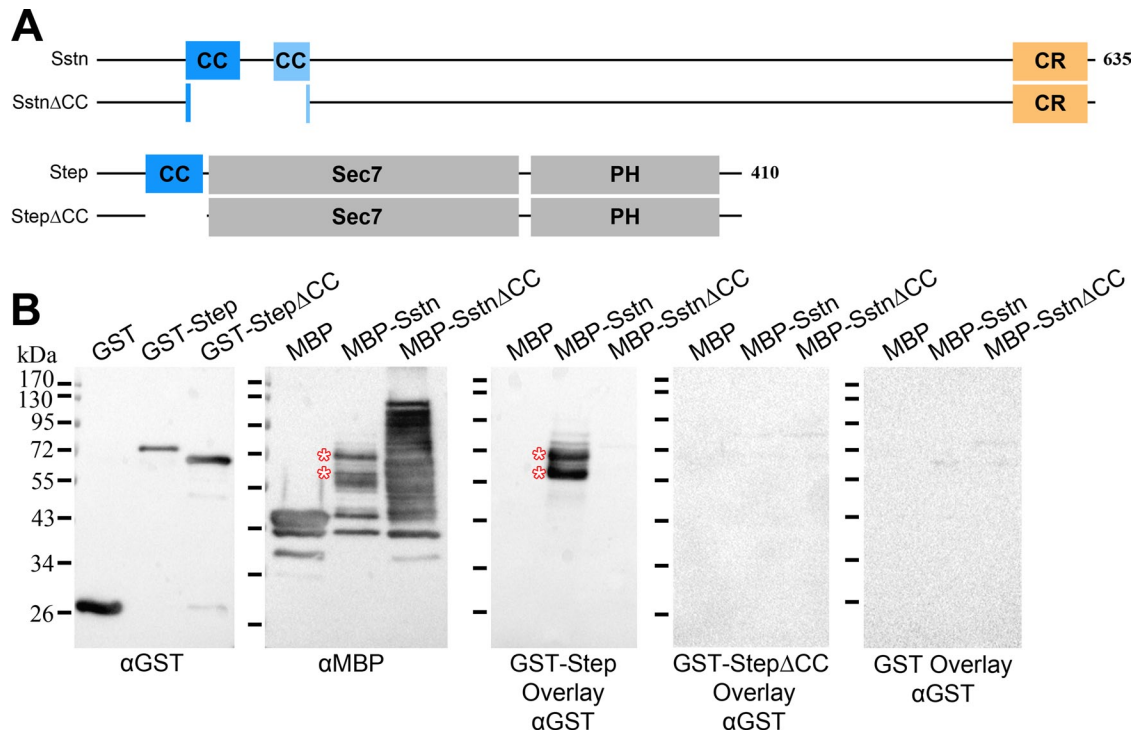 A
Sstn CC CC CR 635
SstnΔCC CR
Step CC Sec7 PH 410
StepΔCC Sec7 PH
B
kDa GST GST-Step GST-StepΔCC MBP MBP-Sstn MBP-SstnΔCC MBP MBP-Sstn MBP-SstnΔCC MBP MBP-Sstn MBP-SstnΔCC MBP MBP-Sstn MBP-SstnΔCC
170
130
95
72
55
43
34
26
αGST
αMBP
GST-Step
Overlay
αGST
GST-StepΔCC
Overlay
αGST
GST Overlay
αGST